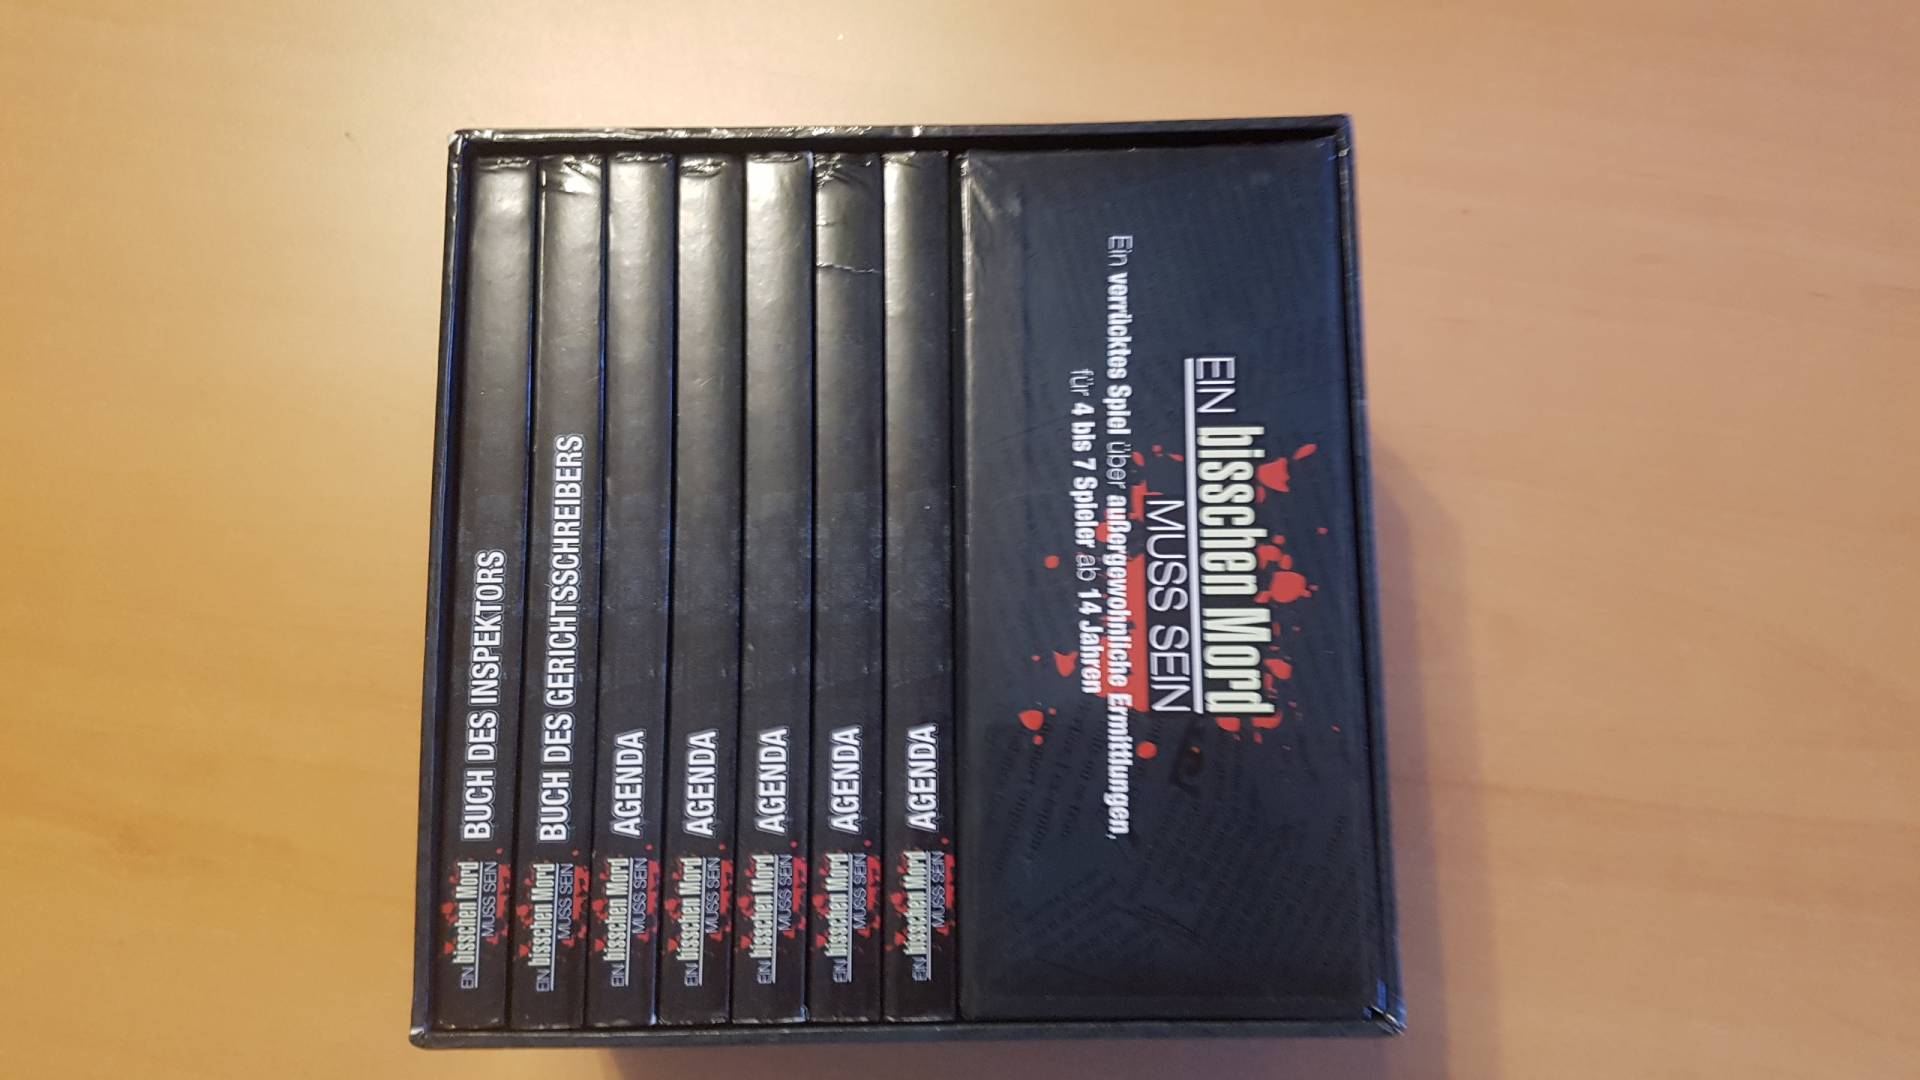 EIN bisschen Mord
MUSS SEIN
BUCH DES INSPEKTORS
EIN bisschen Mord
MUSS SEIN
BUCH DES GERICHTSSCHREIBERS
EIN bisschen Mord
MUSS SEIN
AGENDA
EIN bisschen Mord
MUSS SEIN
AGENDA
EIN bisschen Mord
MUSS SEIN
AGENDA
EIN bisschen Mord
MUSS SEIN
AGENDA
EIN bisschen Mord
MUSS SEIN
AGENDA
EIN bisschen Mord
MUSS SEIN
Ein verrücktes Spiel über außergewöhnliche Ermittlungen,
für 4 bis 7 Spieler ab 14 Jahren